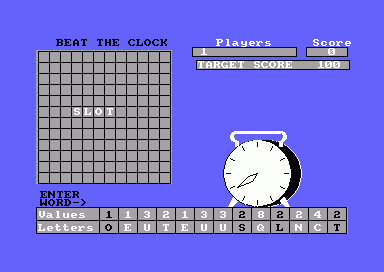 BEAT THE CLOCK
Players Score
1 0
TARGET SCORE 100
SLOT
ENTER
WORD->
Values 1 1 3 2 1 3 3 2 8 2 2 4 2
Letters O E U T E U U S Q L N C T